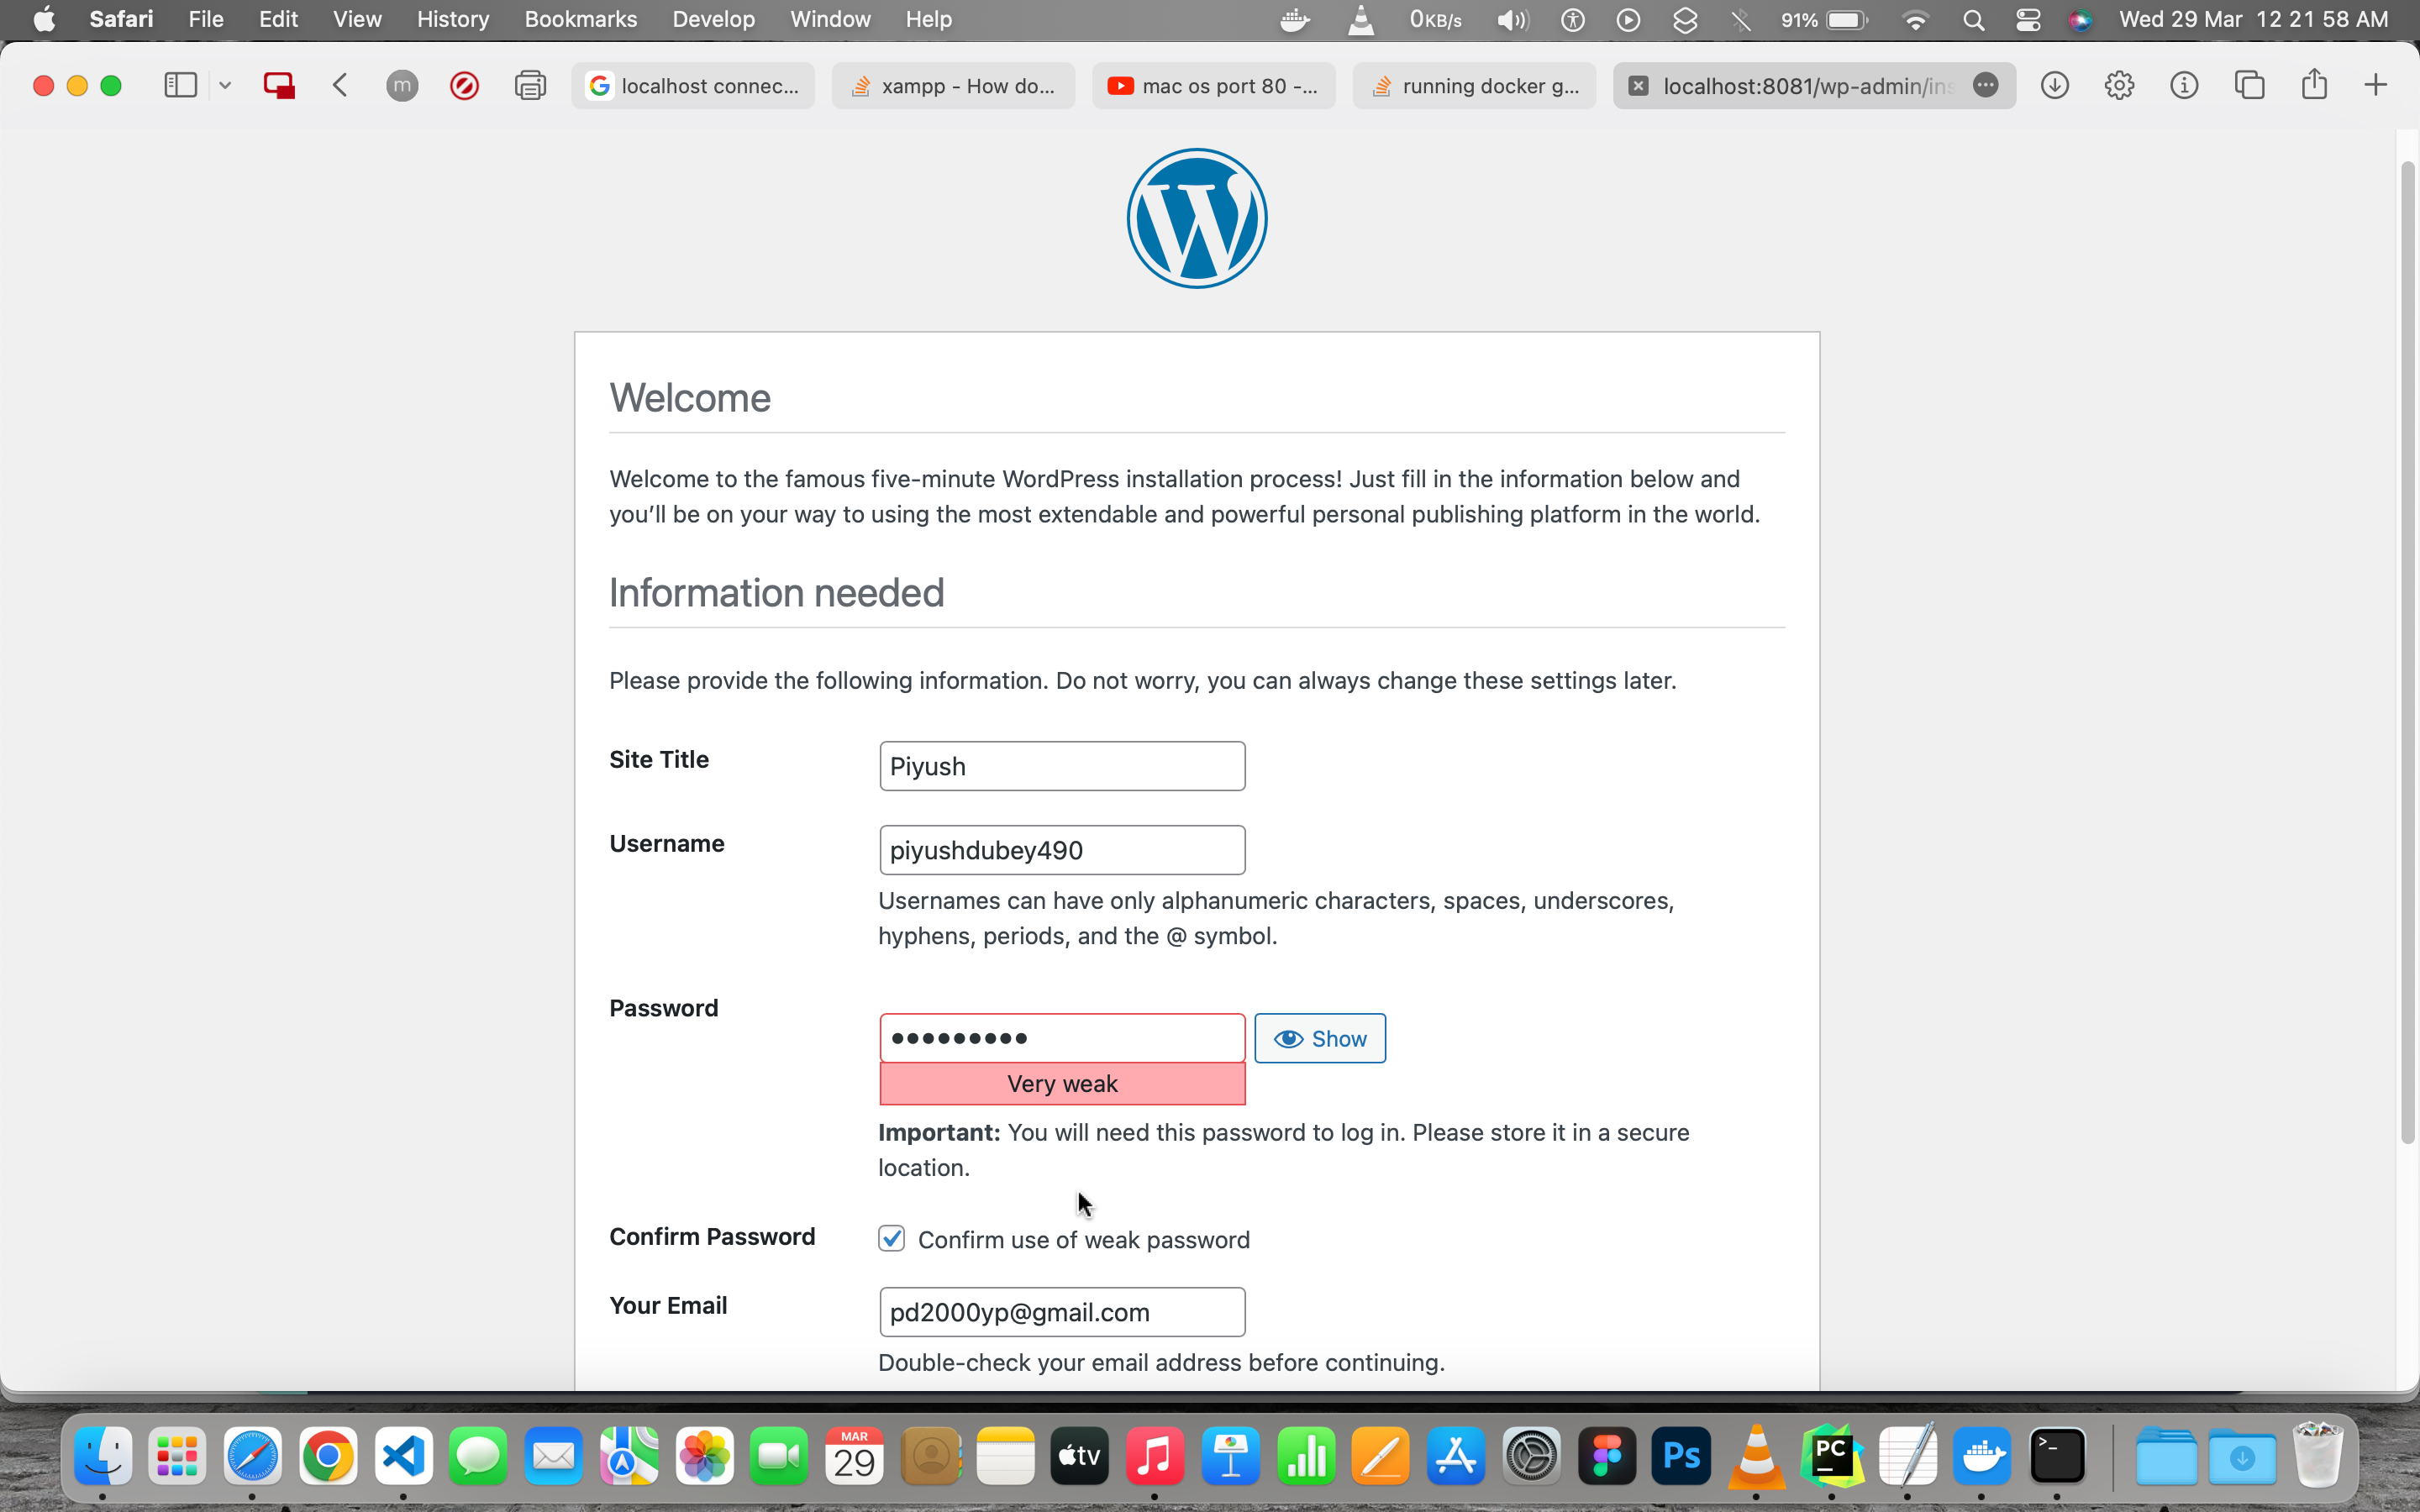 Safari File Edit View History Bookmarks Develop Window Help 0KB/s 91% Wed 29 Mar 12 21 58 AM
m localhost connec... xampp - How do... mac os port 80 -... running docker g... localhost:8081/wp-admin/ins
Welcome
Welcome to the famous five-minute WordPress installation process! Just fill in the information below and
you’ll be on your way to using the most extendable and powerful personal publishing platform in the world.
Information needed
Please provide the following information. Do not worry, you can always change these settings later.
Site Title Piyush
Username piyushdubey490
Usernames can have only alphanumeric characters, spaces, underscores,
hyphens, periods, and the @ symbol.
Password ••••••••• Show
Very weak
Important: You will need this password to log in. Please store it in a secure
location.
Confirm Password Confirm use of weak password
Your Email pd2000yp@gmail.com
Double-check your email address before continuing.
MAR
29 tv Ps PC >_